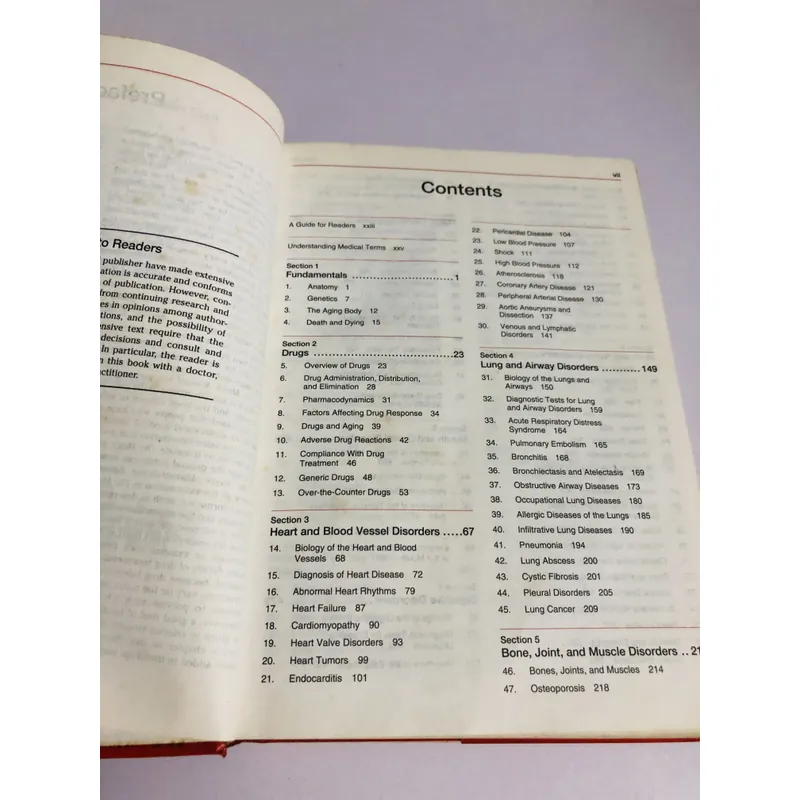 Prefac
to Readers
publisher have made extensive
ation is accurate and conforms
of publication. However, con-
from continuing research and
es in opinions among author-
tions, and the possibility of
ensive text require that the
decisions and consult and
in particular, the reader is
n this book with a doctor,
ctitioner.
vii
Contents
A Guide for Readers xxiii
Understanding Medical Terms xxv
Section 1
Fundamentals ..............................1
1. Anatomy 1
2. Genetics 7
3. The Aging Body 12
4. Death and Dying 15
Section 2
Drugs ........................................23
5. Overview of Drugs 23
6. Drug Administration, Distribution,
and Elimination 28
7. Pharmacodynamics 31
8. Factors Affecting Drug Response 34
9. Drugs and Aging 39
10. Adverse Drug Reactions 42
11. Compliance With Drug
Treatment 46
12. Generic Drugs 48
13. Over-the-Counter Drugs 53
Section 3
Heart and Blood Vessel Disorders .....67
14. Biology of the Heart and Blood
Vessels 68
15. Diagnosis of Heart Disease 72
16. Abnormal Heart Rhythms 79
17. Heart Failure 87
18. Cardiomyopathy 90
19. Heart Valve Disorders 93
20. Heart Tumors 99
21. Endocarditis 101
22. Pericardial Disease 104
23. Low Blood Pressure 107
24. Shock 111
25. High Blood Pressure 112
26. Atherosclerosis 118
27. Coronary Artery Disease 121
28. Peripheral Arterial Disease 130
29. Aortic Aneurysms and
Dissection 137
30. Venous and Lymphatic
Disorders 141
Section 4
Lung and Airway Disorders ...........149
31. Biology of the Lungs and
Airways 150
32. Diagnostic Tests for Lung
and Airway Disorders 159
33. Acute Respiratory Distress
Syndrome 164
34. Pulmonary Embolism 165
35. Bronchitis 168
36. Bronchiectasis and Atelectasis 169
37. Obstructive Airway Diseases 173
38. Occupational Lung Diseases 180
39. Allergic Diseases of the Lungs 185
40. Infiltrative Lung Diseases 190
41. Pneumonia 194
42. Lung Abscess 200
43. Cystic Fibrosis 201
44. Pleural Disorders 205
45. Lung Cancer 209
Section 5
Bone, Joint, and Muscle Disorders ..21
46. Bones, Joints, and Muscles 214
47. Osteoporosis 218